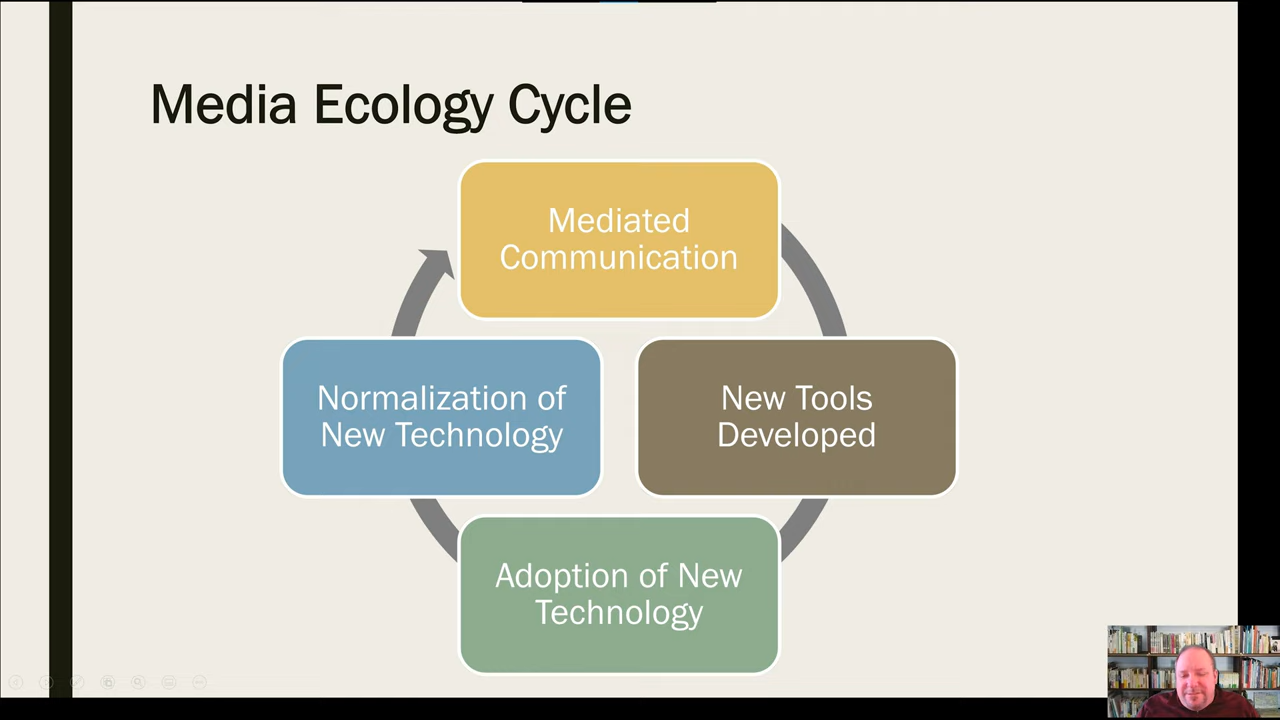 Media Ecology Cycle
Mediated
Communication
New Tools
Developed
Adoption of New
Technology
Normalization of
New Technology